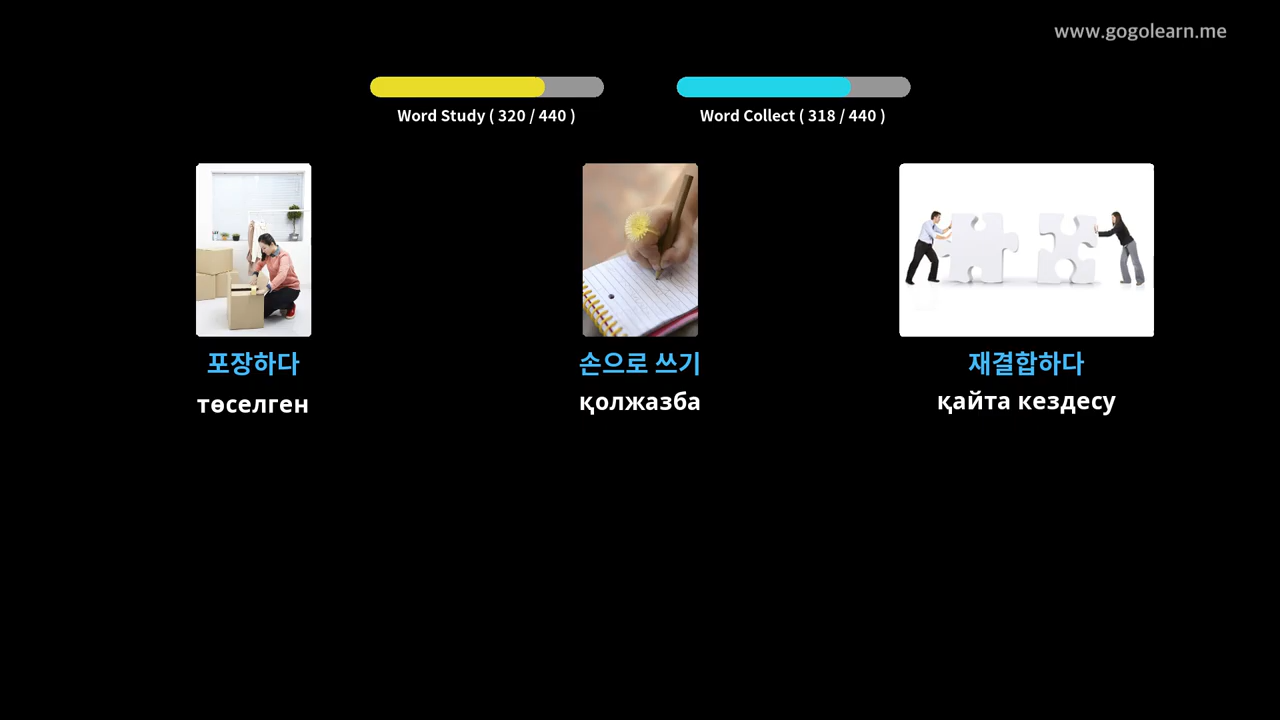 www.gogolearn.me
Word Study ( 320 / 440 )
Word Collect ( 318 / 440 )
포장하다
손으로 쓰기
재결합하다
төселген
қолжазба
қайта кездесу